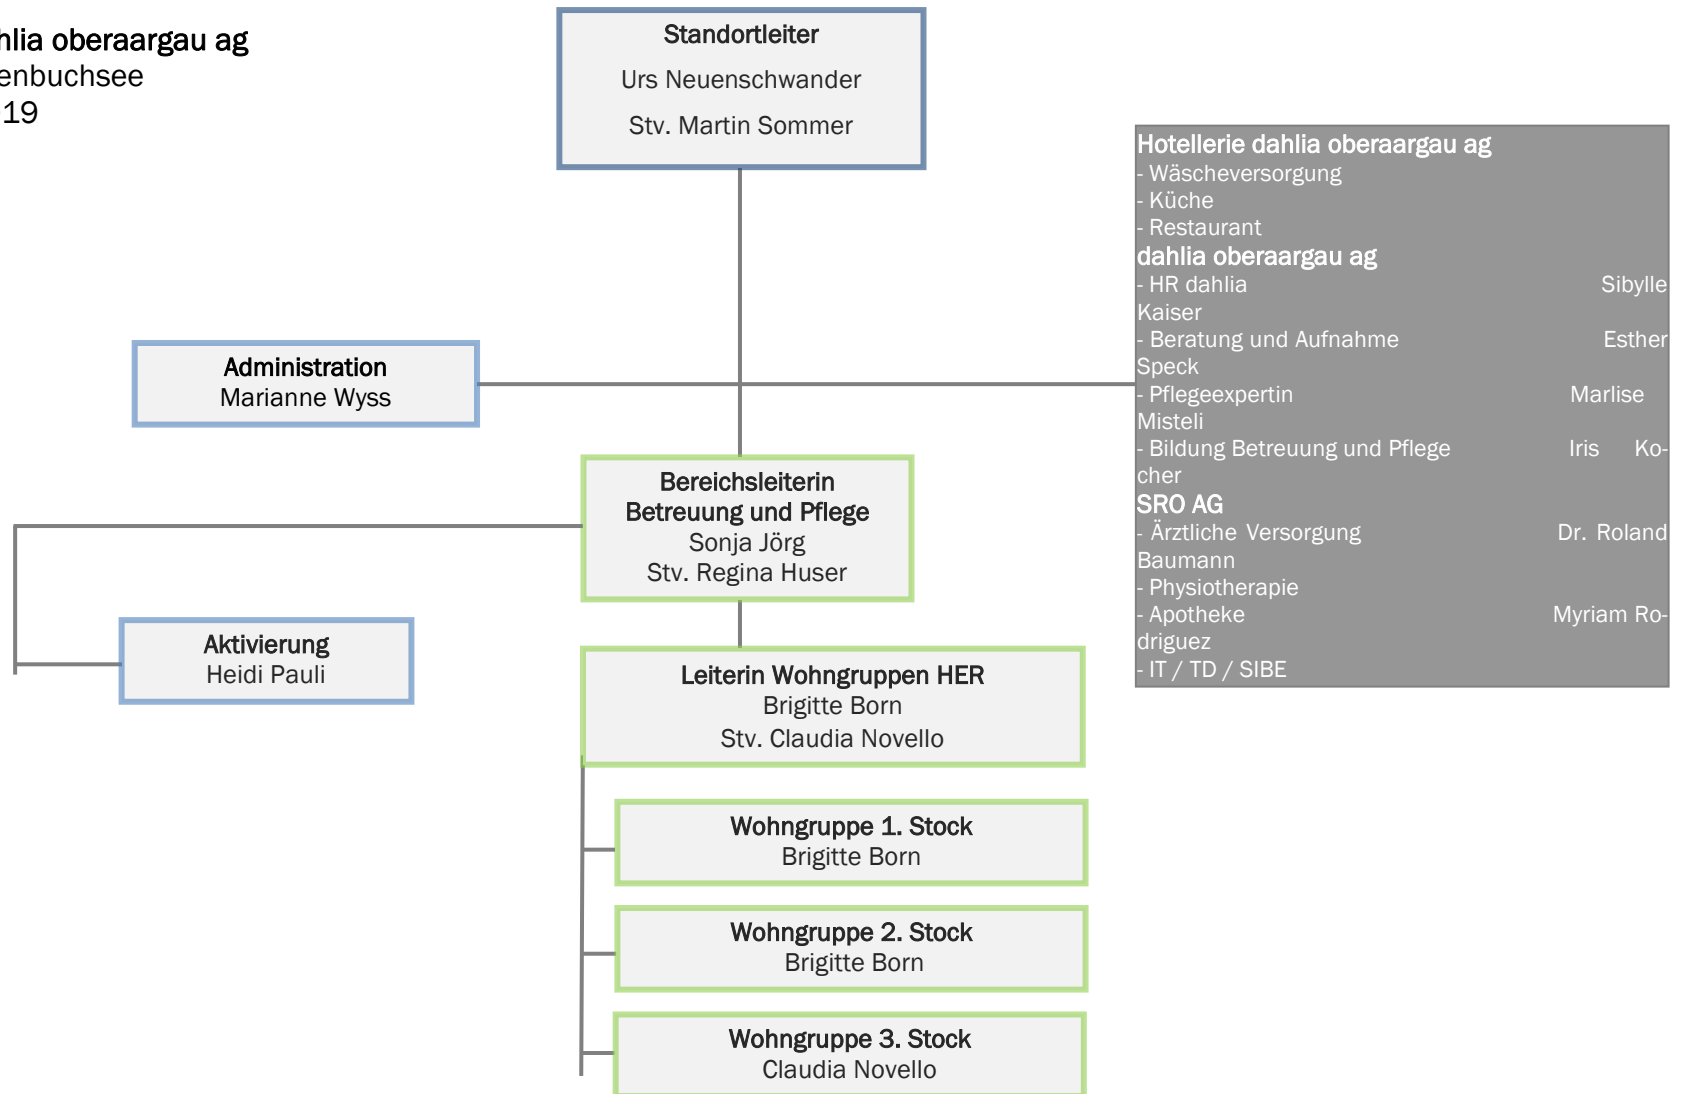 hlia oberaargau ag
enbuchsee
19
Standortleiter
Urs Neuenschwander
Stv. Martin Sommer
Hotellerie dahlia oberaargau ag
- Wäscheversorgung
- Küche
- Restaurant
dahlia oberaargau ag
- HR dahlia Sibylle
Kaiser
- Beratung und Aufnahme Esther
Speck
- Pflegeexpertin Marlise
Misteli
- Bildung Betreuung und Pflege Iris Ko-
cher
SRO AG
- Ärztliche Versorgung Dr. Roland
Baumann
- Physiotherapie
- Apotheke Myriam Ro-
driguez
- IT / TD / SIBE
Administration
Marianne Wyss
Bereichsleiterin
Betreuung und Pflege
Sonja Jörg
Stv. Regina Huser
Aktivierung
Heidi Pauli
Leiterin Wohngruppen HER
Brigitte Born
Stv. Claudia Novello
Wohngruppe 1. Stock
Brigitte Born
Wohngruppe 2. Stock
Brigitte Born
Wohngruppe 3. Stock
Claudia Novello